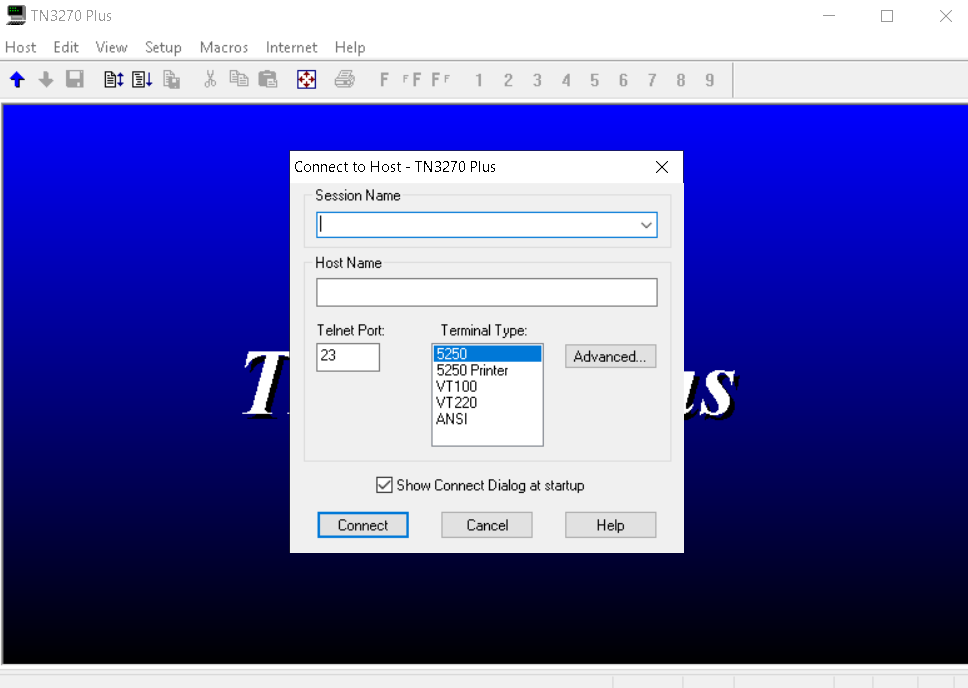 TN3270 Plus
Host Edit View Setup Macros Internet Help
F FF FF 1 2 3 4 5 6 7 8 9
Connect to Host - TN3270 Plus
Session Name
Host Name
Telnet Port:
23
Terminal Type:
5250
5250 Printer
VT100
VT220
ANSI
Advanced...
Show Connect Dialog at startup
Connect Cancel Help